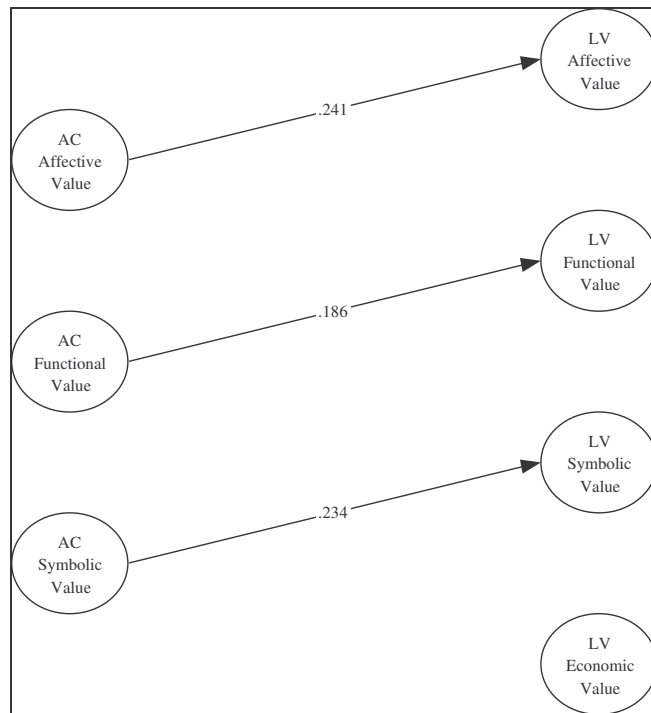 LV
Affective
Value
.241
AC
Affective
Value
LV
Functional
Value
.186
AC
Functional
Value
LV
Symbolic
Value
.234
AC
Symbolic
Value
LV
Economic
Value